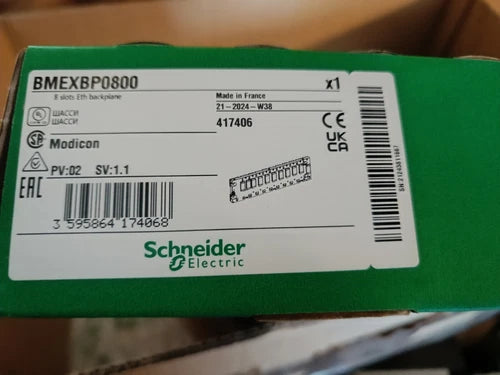 BMEXBP0800
x1
8 slots Eth backplane
Made in France
ШАССИ
ШАССИ
21-2024-W38
417406
CE
UK
CA
Modicon
PV:02 SV:1.1
EAC
3 595864 174068
Schneider
Electric